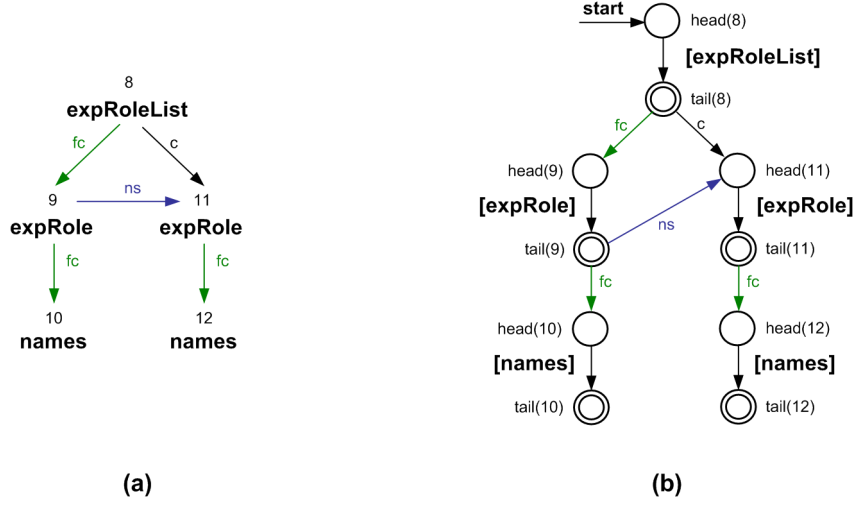 8
expRoleList
fc
c
9
ns
11
expRole
expRole
fc
fc
10
12
names
names
(a)
start
head(8)
[expRoleList]
tail(8)
fc
c
head(9)
head(11)
[expRole]
[expRole]
ns
tail(9)
tail(11)
fc
fc
head(10)
head(12)
[names]
[names]
tail(10)
tail(12)
(b)